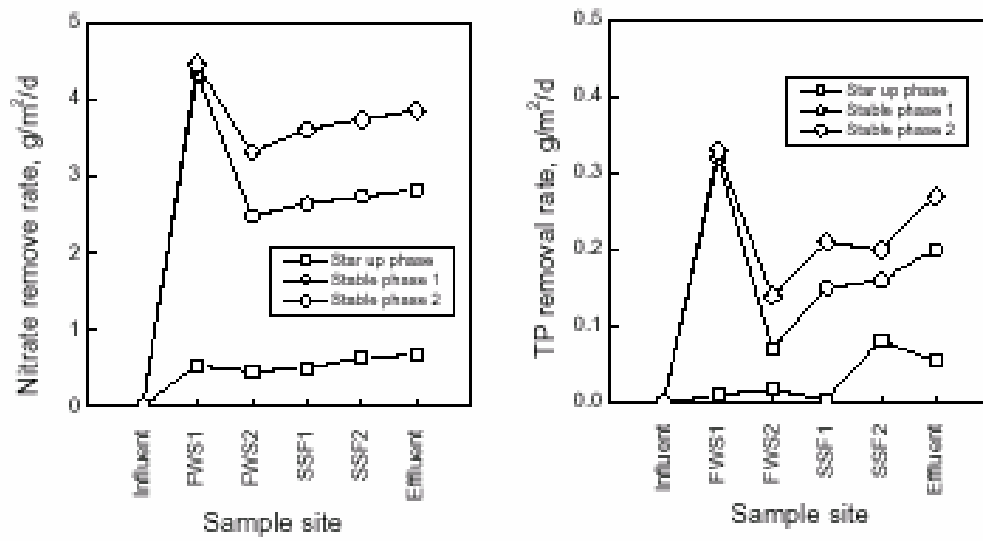 Nitrate remove rate, g/m²/d
5
4
3
2
1
0
Star up phase
Stable phase 1
Stable phase 2
Influent
FWS1
FWS2
SSF1
SSF2
Effluent
Sample site
TP removal rate, g/m²/d
0.5
0.4
0.3
0.2
0.1
0.0
Star up phase
Stable phase 1
Stable phase 2
Influent
FWS1
FWS2
SSF1
SSF2
Effluent
Sample site